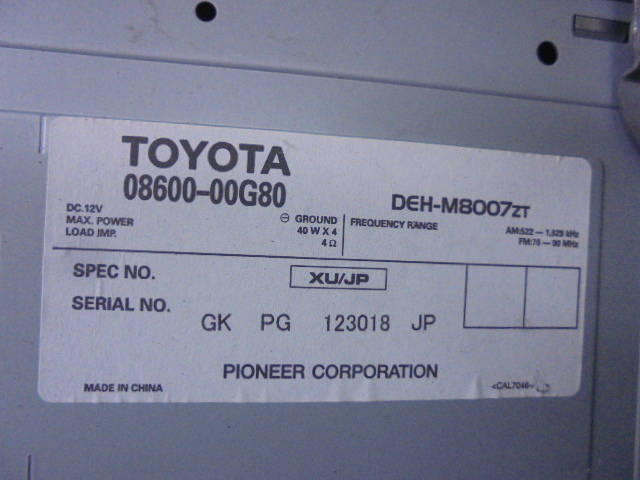 TOYOTA
08600-00G80
DEH-M8007ZT
DC.12V ⊖ GROUND
MAX. POWER 40 W X 4
LOAD IMP. 4 Ω
FREQUENCY RANGE AM:522 — 1,629 kHz
FM:76 — 90 MHz
SPEC NO. XU/JP
SERIAL NO. GK PG 123018 JP
PIONEER CORPORATION
MADE IN CHINA